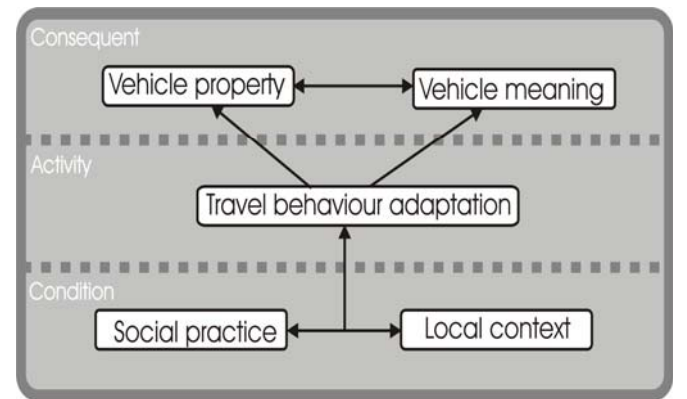 Consequent
Vehicle property
Vehicle meaning
Activity
Travel behaviour adaptation
Condition
Social practice
Local context